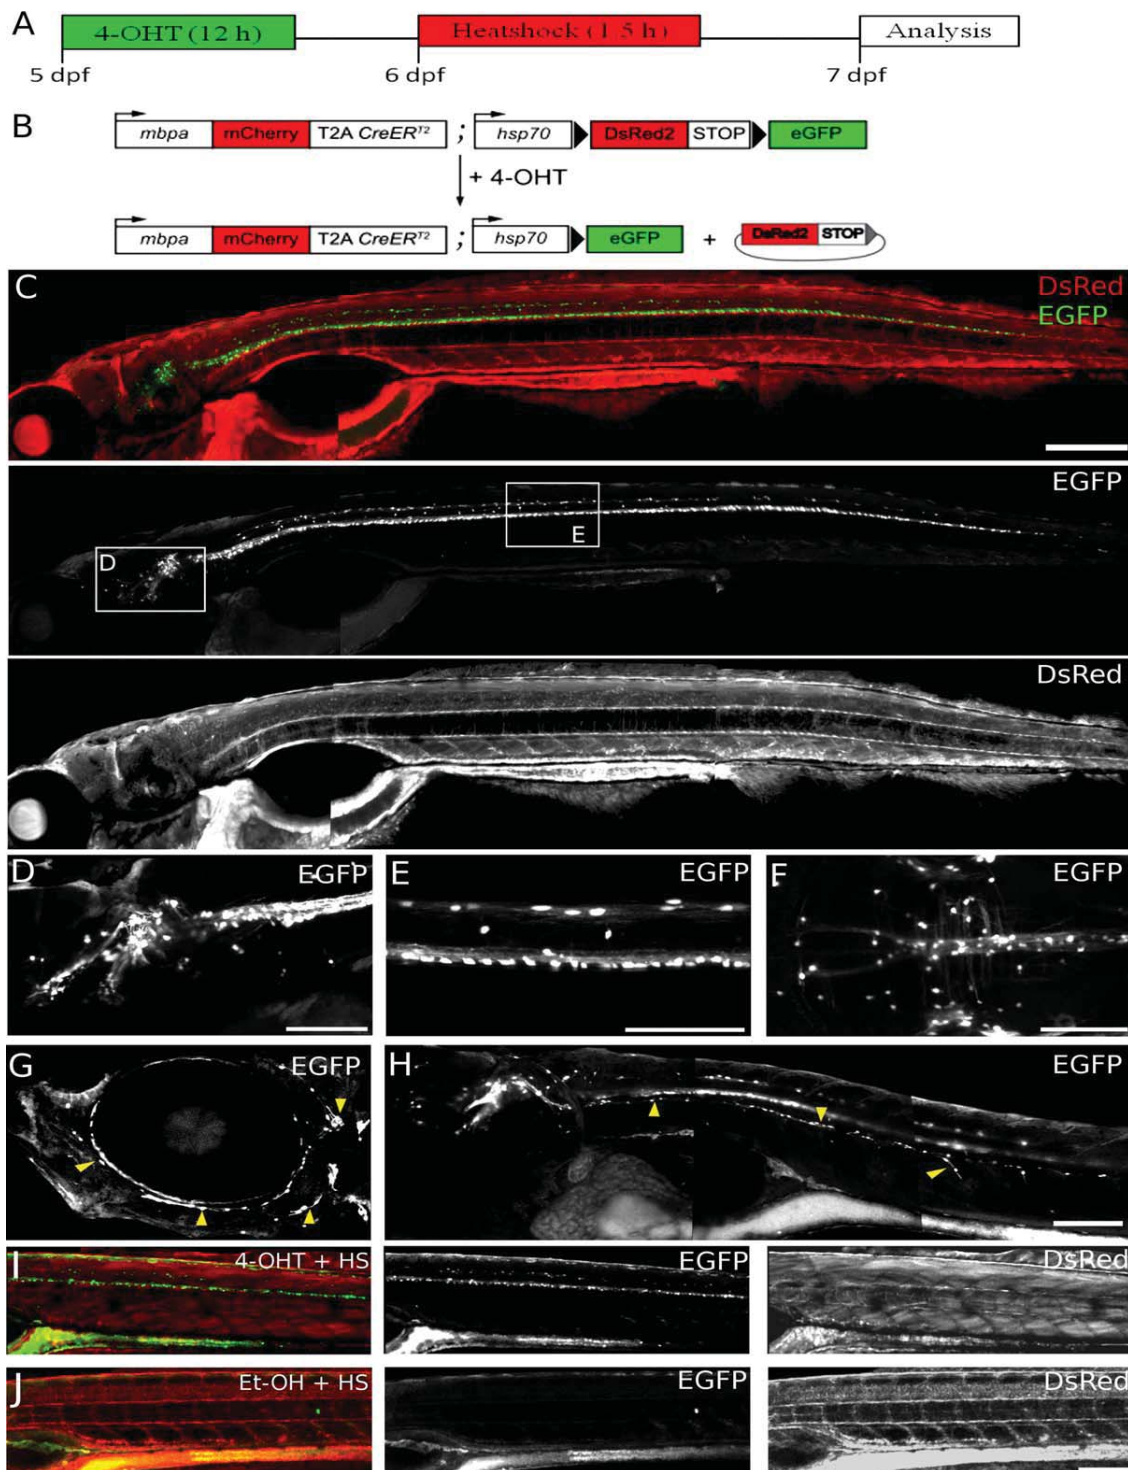 A
4-OHT (12 h)
Heatshock (1 5 h)
Analysis
5 dpf
6 dpf
7 dpf
B
mbpa mCherry T2A CreERT2 ; hsp70 DsRed2 STOP eGFP
+ 4-OHT
mbpa mCherry T2A CreERT2 ; hsp70 eGFP + DsRed2 STOP
C
DsRed
EGFP
EGFP
D
E
DsRed
D EGFP
E EGFP
F EGFP
G EGFP
H EGFP
I 4-OHT + HS
EGFP
DsRed
J Et-OH + HS
EGFP
DsRed